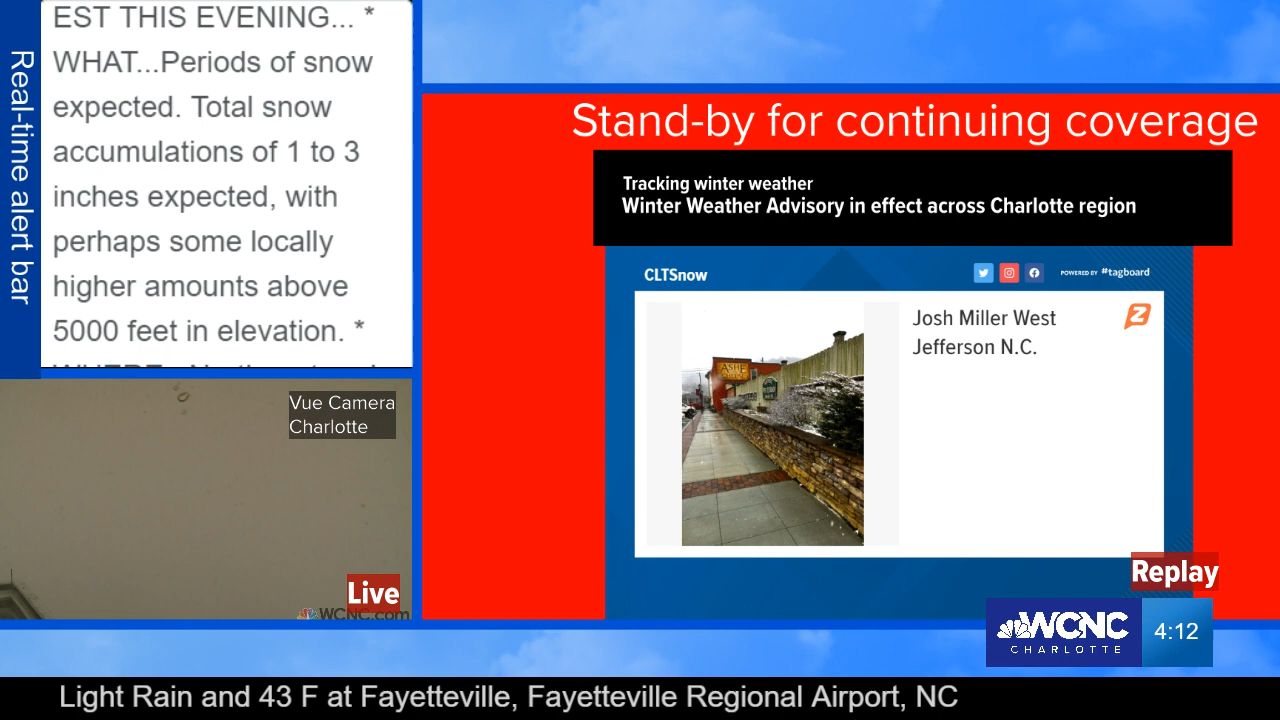 Real-time alert bar
EST THIS EVENING... *
WHAT...Periods of snow
expected. Total snow
accumulations of 1 to 3
inches expected, with
perhaps some locally
higher amounts above
5000 feet in elevation. *
Vue Camera
Charlotte
Live
WCNC.com
Stand-by for continuing coverage
Tracking winter weather
Winter Weather Advisory in effect across Charlotte region
CLTSnow
POWERED BY #tagboard
ASHE
Josh Miller West
Jefferson N.C.
Replay
WCNC
CHARLOTTE
4:12
Light Rain and 43 F at Fayetteville, Fayetteville Regional Airport, NC